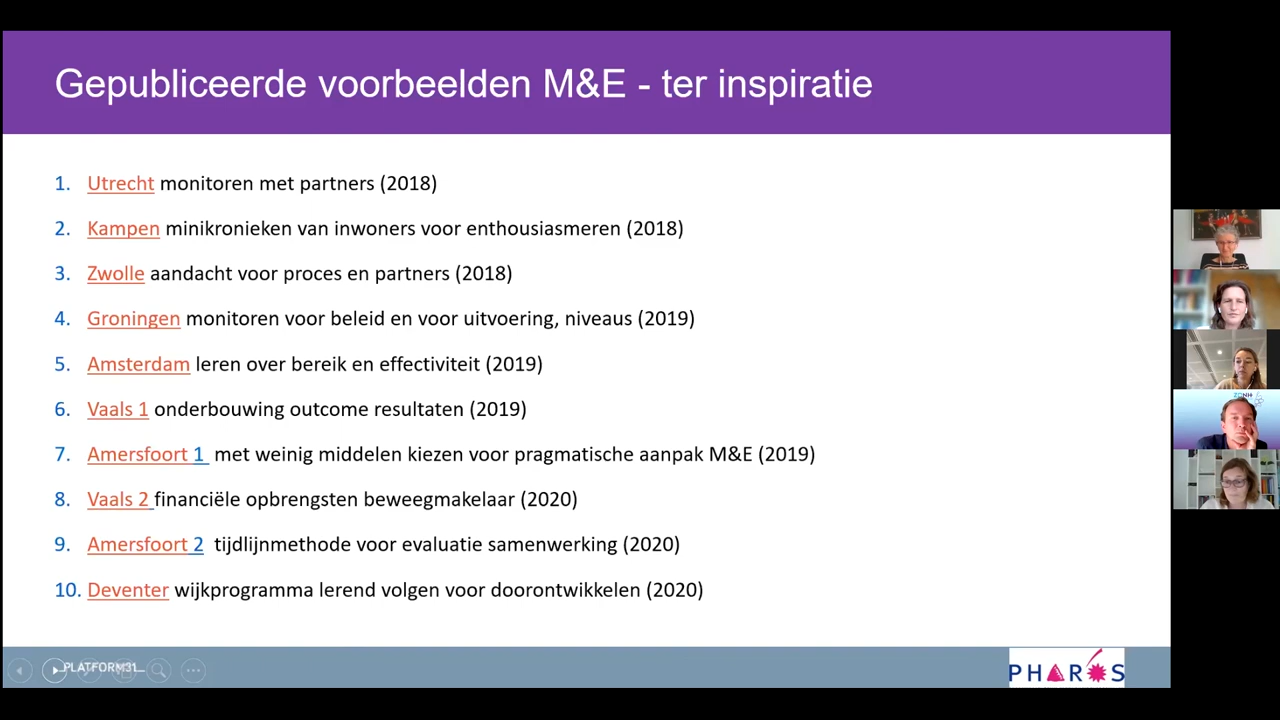 Gepubliceerde voorbeelden M&E - ter inspiratie
1. Utrecht monitoren met partners (2018)
2. Kampen minikronieken van inwoners voor enthousiasmeren (2018)
3. Zwolle aandacht voor proces en partners (2018)
4. Groningen monitoren voor beleid en voor uitvoering, niveaus (2019)
5. Amsterdam leren over bereik en effectiviteit (2019)
6. Vaals 1 onderbouwing outcome resultaten (2019)
7. Amersfoort 1 met weinig middelen kiezen voor pragmatische aanpak M&E (2019)
8. Vaals 2 financiële opbrengsten beweegmakelaar (2020)
9. Amersfoort 2 tijdlijnmethode voor evaluatie samenwerking (2020)
10. Deventer wijkprogramma lerend volgen voor doorontwikkelen (2020)
PLATFORM31
PHAROS